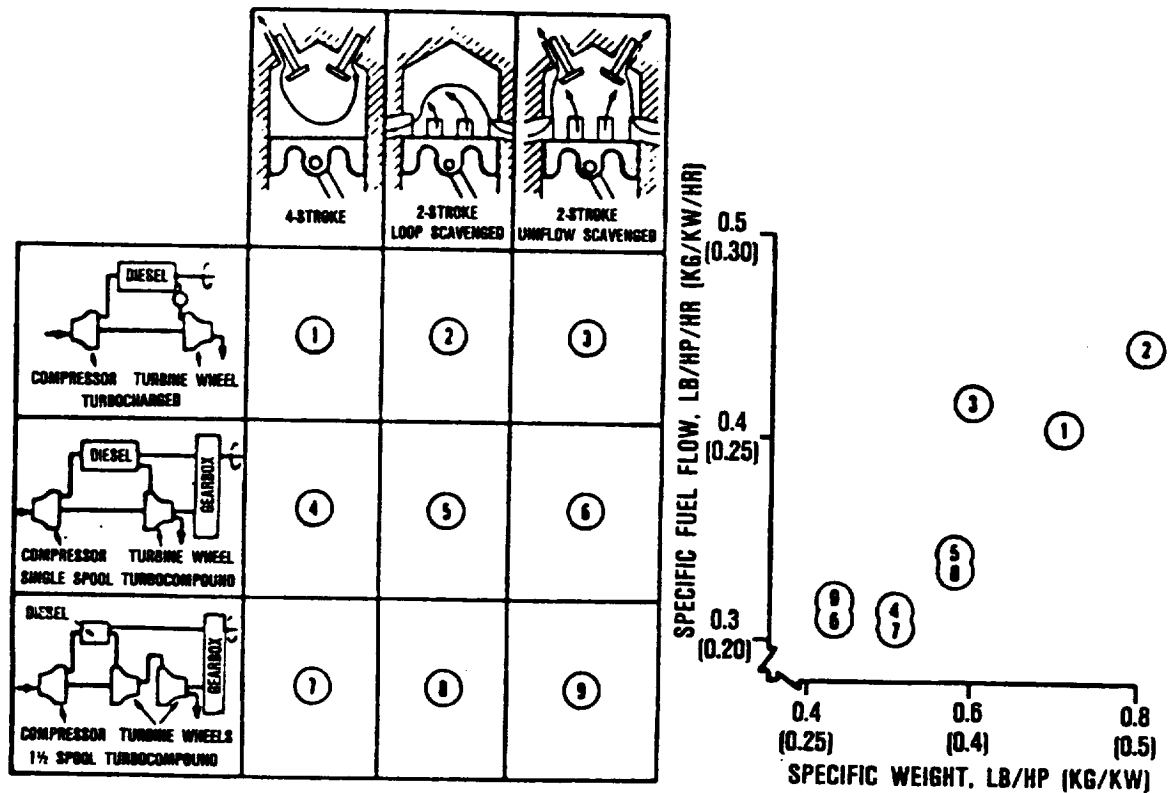 4-STROKE
2-STROKE
LOOP SCAVENGED
2-STROKE
UNIFLOW SCAVENGED
DIESEL
COMPRESSOR TURBINE WHEEL
TURBOCHARGED
1
2
3
DIESEL
GEARBOX
COMPRESSOR TURBINE WHEEL
SINGLE SPOOL TURBOCOMPOUND
4
5
6
DIESEL
GEARBOX
COMPRESSOR TURBINE WHEELS
1½ SPOOL TURBOCOMPOUND
7
8
9
SPECIFIC FUEL FLOW, LB/HP/HR (KG/KW/HR)
0.5
(0.30)
0.4
(0.25)
0.3
(0.20)
2
3
1
5
8
9
6
4
7
0.4
(0.25)
0.6
(0.4)
0.8
(0.5)
SPECIFIC WEIGHT, LB/HP (KG/KW)